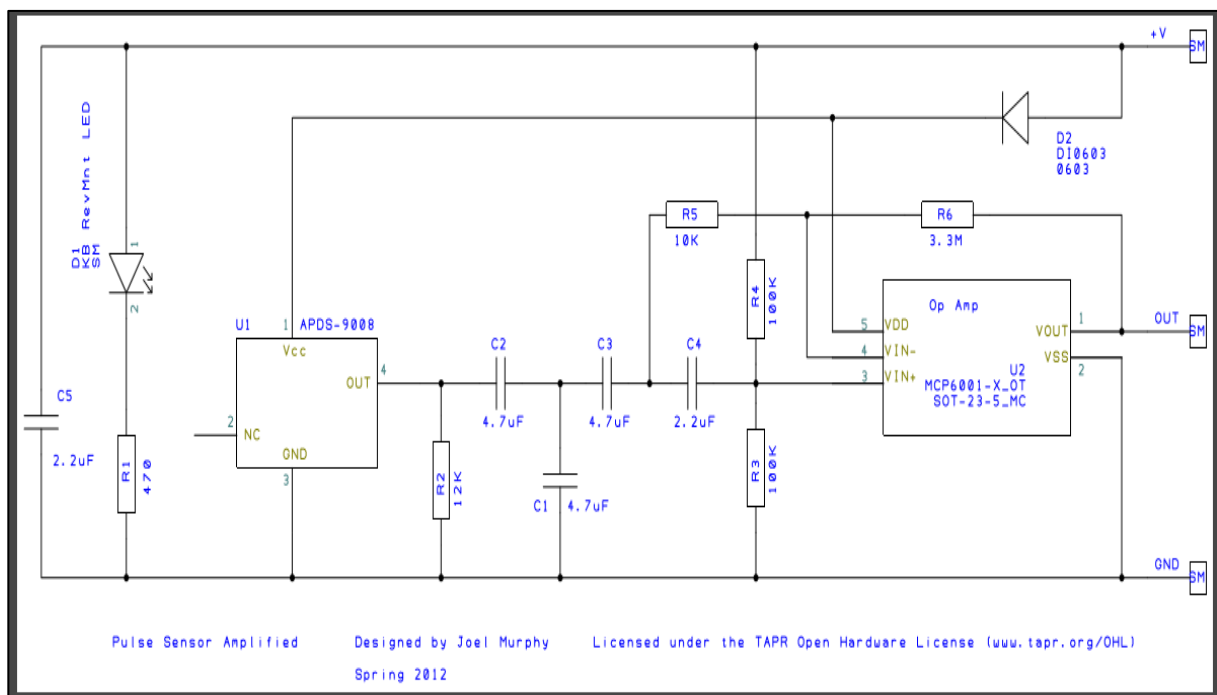 +V
SM
D1
KB RevMnt LED
SM
1
2
D2
DI0603
0603
R5
10K
R6
3.3M
R4
100K
U1
APDS-9008
1
Vcc
OUT
4
2
NC
GND
3
C5
2.2uF
R1
470
R2
12K
C2
4.7uF
C3
4.7uF
C4
2.2uF
C1
4.7uF
R3
100K
Op Amp
5
VDD
4
VIN-
3
VIN+
VOUT
1
VSS
2
U2
MCP6001-X_OT
SOT-23-5_MC
OUT
SM
GND
SM
Pulse Sensor Amplified Designed by Joel Murphy Licensed under the TAPR Open Hardware License (www.tapr.org/OHL)
Spring 2012